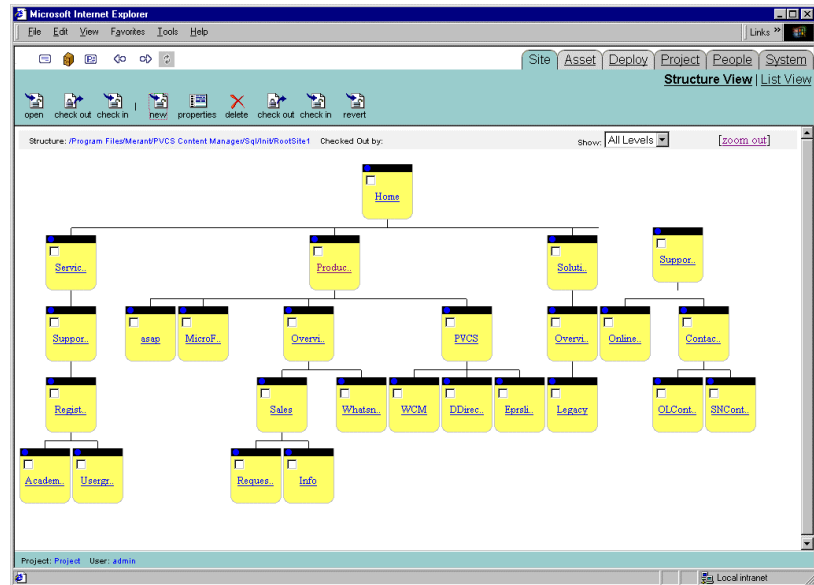 Microsoft Internet Explorer
File Edit View Favorites Tools Help Links »
Site Asset Deploy Project People System
Structure View | List View
open check out check in new properties delete check out check in revert
Structure: /Program Files/Merant/PVCS Content Manager/Sql/Init/RootSite1 Checked Out by: Show: All Levels [zoom out]
Home
Servic.. Produc.. Soluti.. Suppor..
Suppor.. asap MicroF.. Overvi.. PVCS Overvi.. Online.. Contac..
Regist.. Sales Whatsn.. WCM DDirec.. Eprsli.. Legacy OLCont.. SNCont..
Academ.. Usergr.. Reques.. Info
Project: Project User: admin
Local intranet